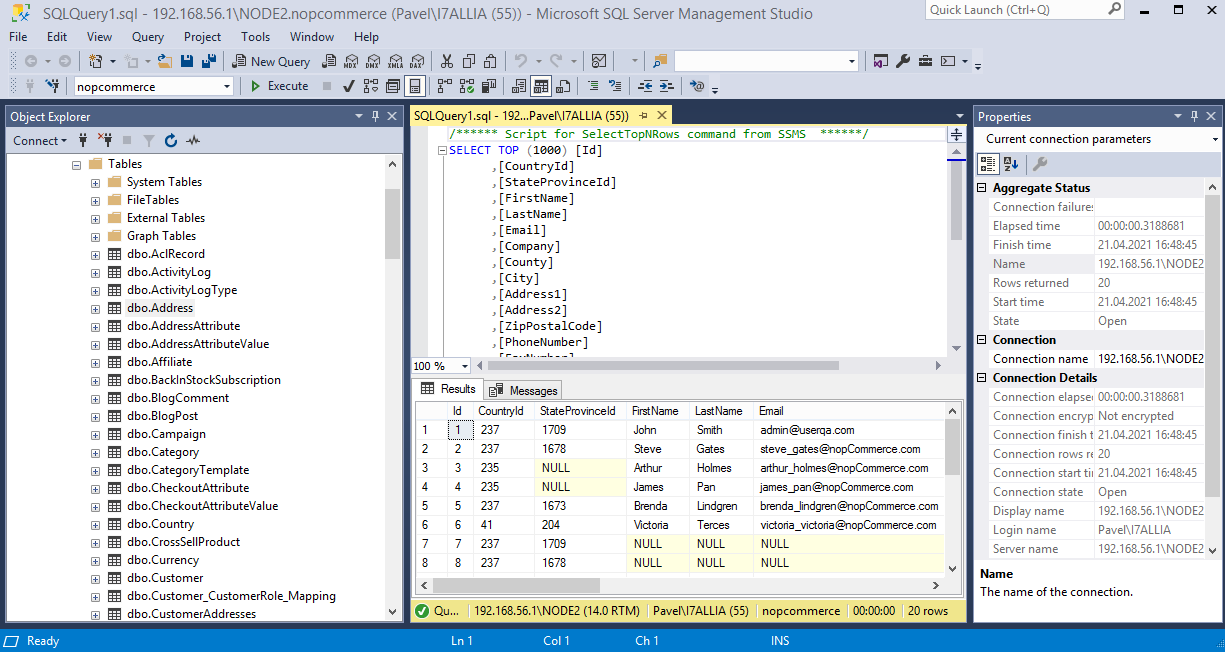 SQLQuery1.sql - 192.168.56.1\NODE2.nopcommerce (Pavel\I7ALLIA (55)) - Microsoft SQL Server Management Studio
Quick Launch (Ctrl+Q)
File Edit View Query Project Tools Window Help
New Query MDX DMX XMLA DAX
nopcommerce Execute
Object Explorer
Connect
Tables
System Tables
FileTables
External Tables
Graph Tables
dbo.AclRecord
dbo.ActivityLog
dbo.ActivityLogType
dbo.Address
dbo.AddressAttribute
dbo.AddressAttributeValue
dbo.Affiliate
dbo.BackInStockSubscription
dbo.BlogComment
dbo.BlogPost
dbo.Campaign
dbo.Category
dbo.CategoryTemplate
dbo.CheckoutAttribute
dbo.CheckoutAttributeValue
dbo.Country
dbo.CrossSellProduct
dbo.Currency
dbo.Customer
dbo.Customer_CustomerRole_Mapping
dbo.CustomerAddresses
SQLQuery1.sql - 192...Pavel\I7ALLIA (55))
/****** Script for SelectTopNRows command from SSMS ******/
SELECT TOP (1000) [Id]
,[CountryId]
,[StateProvinceId]
,[FirstName]
,[LastName]
,[Email]
,[Company]
,[County]
,[City]
,[Address1]
,[Address2]
,[ZipPostalCode]
,[PhoneNumber]
,[FaxNumber]
100 %
Results Messages
Id CountryId StateProvinceId FirstName LastName Email
1 1 237 1709 John Smith admin@userqa.com
2 2 237 1678 Steve Gates steve_gates@nopCommerce.com
3 3 235 NULL Arthur Holmes arthur_holmes@nopCommerce.com
4 4 235 NULL James Pan james_pan@nopCommerce.com
5 5 237 1673 Brenda Lindgren brenda_lindgren@nopCommerce.com
6 6 41 204 Victoria Terces victoria_victoria@nopCommerce.com
7 7 237 1709 NULL NULL NULL
8 8 237 1678 NULL NULL NULL
Qu... 192.168.56.1\NODE2 (14.0 RTM) Pavel\I7ALLIA (55) nopcommerce 00:00:00 20 rows
Properties
Current connection parameters
Aggregate Status
Connection failures
Elapsed time 00:00:00.3188681
Finish time 21.04.2021 16:48:45
Name 192.168.56.1\NODE2
Rows returned 20
Start time 21.04.2021 16:48:45
State Open
Connection
Connection name 192.168.56.1\NODE2
Connection Details
Connection elapse 00:00:00.3188681
Connection encryp Not encrypted
Connection finish t 21.04.2021 16:48:45
Connection rows re 20
Connection start tir 21.04.2021 16:48:45
Connection state Open
Display name 192.168.56.1\NODE2
Login name Pavel\I7ALLIA
Server name 192.168.56.1\NODE2
Name
The name of the connection.
Ready Ln 1 Col 1 Ch 1 INS